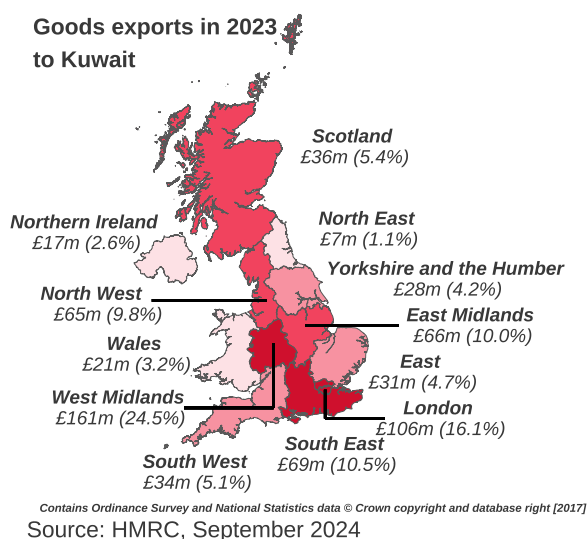 Goods exports in 2023
to Kuwait
Scotland
£36m (5.4%)
Northern Ireland
£17m (2.6%)
North East
£7m (1.1%)
Yorkshire and the Humber
£28m (4.2%)
North West
£65m (9.8%)
East Midlands
£66m (10.0%)
Wales
£21m (3.2%)
East
£31m (4.7%)
West Midlands
£161m (24.5%)
London
£106m (16.1%)
South East
£69m (10.5%)
South West
£34m (5.1%)
Contains Ordnance Survey and National Statistics data © Crown copyright and database right [2017]
Source: HMRC, September 2024